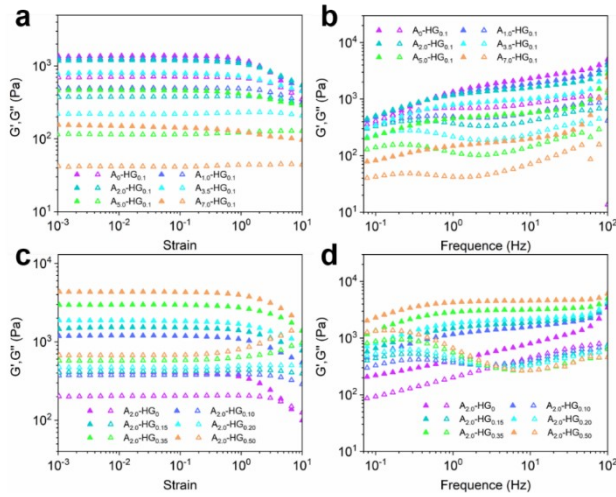 a
G',G'' (Pa)
10³
10²
10¹
A₀-HG₀.₁ A₁.₀-HG₀.₁
A₂.₀-HG₀.₁ A₃.₅-HG₀.₁
A₅.₀-HG₀.₁ A₇.₀-HG₀.₁
10⁻³ 10⁻² 10⁻¹ 10⁰ 10¹
Strain
b
G',G'' (Pa)
10⁴
10³
10²
10¹
A₀-HG₀.₁ A₁.₀-HG₀.₁
A₂.₀-HG₀.₁ A₃.₅-HG₀.₁
A₅.₀-HG₀.₁ A₇.₀-HG₀.₁
10⁻¹ 10⁰ 10¹ 10²
Frequence (Hz)
c
G',G'' (Pa)
10⁴
10³
10²
A₂.₀-HG₀ A₂.₀-HG₀.₁₀
A₂.₀-HG₀.₁₅ A₂.₀-HG₀.₂₀
A₂.₀-HG₀.₃₅ A₂.₀-HG₀.₅₀
10⁻³ 10⁻² 10⁻¹ 10⁰ 10¹
Strain
d
G',G'' (Pa)
10⁴
10³
10²
10¹
A₂.₀-HG₀ A₂.₀-HG₀.₁₀
A₂.₀-HG₀.₁₅ A₂.₀-HG₀.₂₀
A₂.₀-HG₀.₃₅ A₂.₀-HG₀.₅₀
10⁻¹ 10⁰ 10¹ 10²
Frequence (Hz)